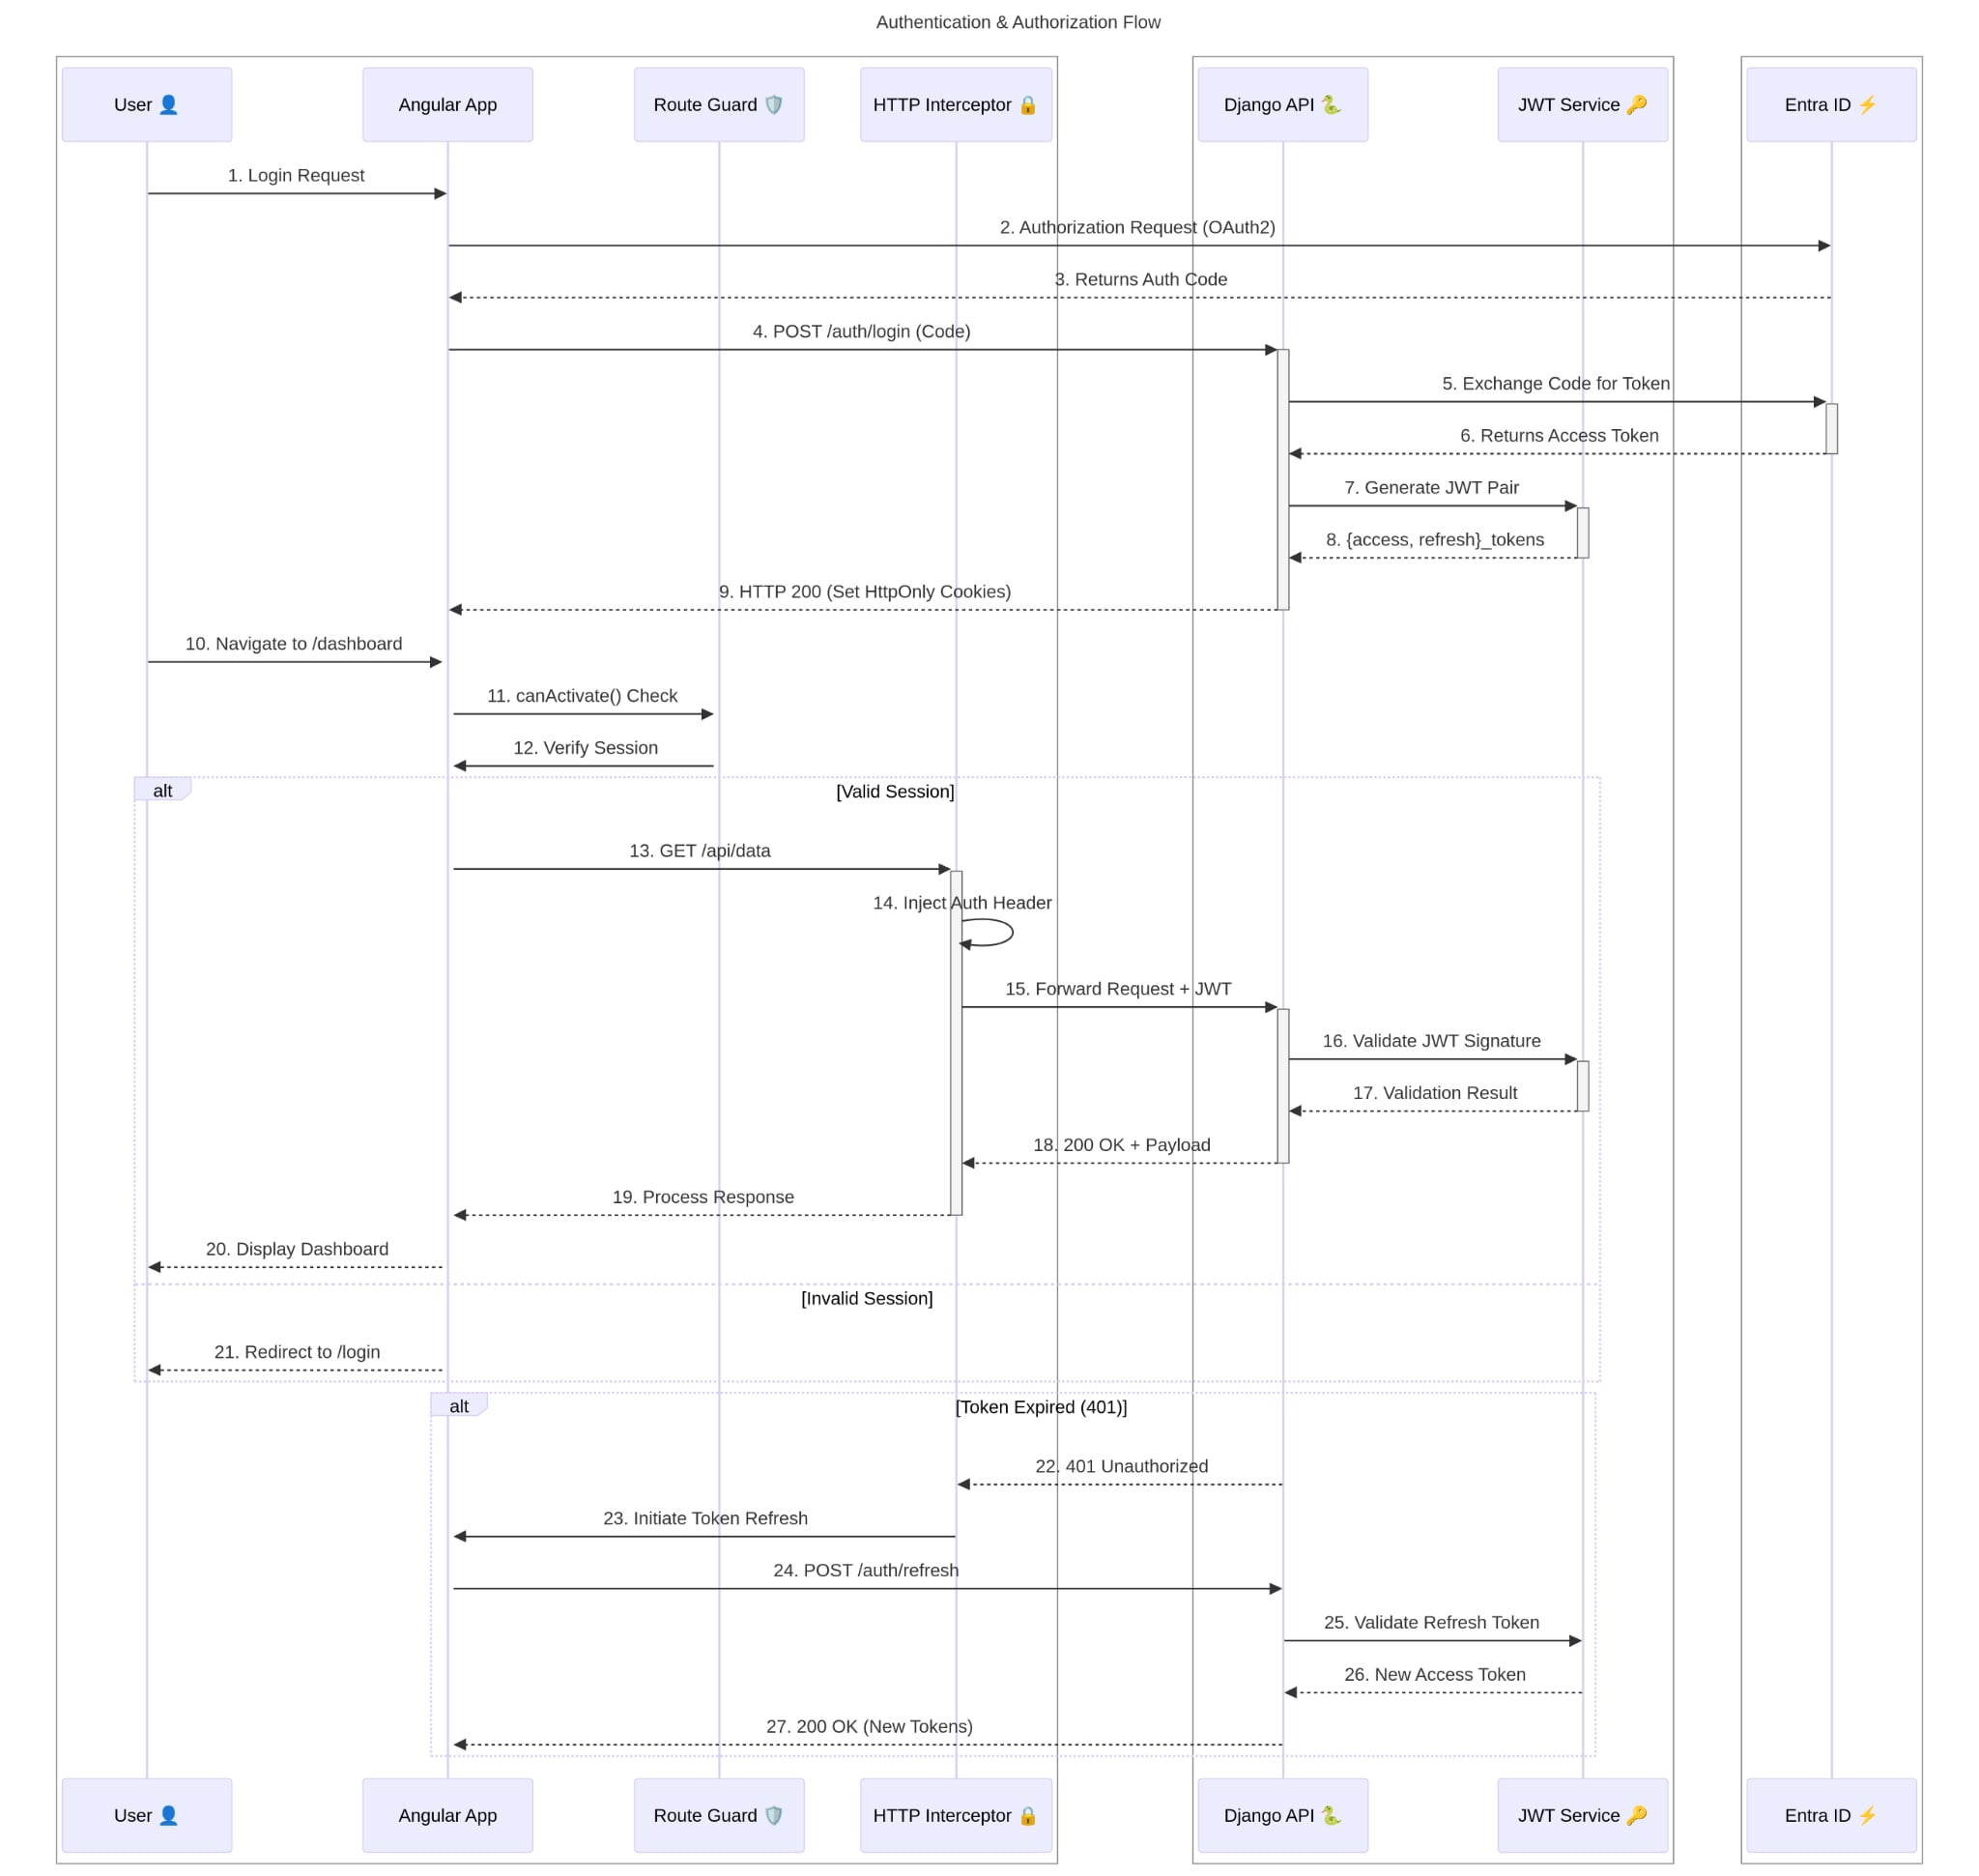 Authentication & Authorization Flow
User 👤
Angular App
Route Guard 🛡️
HTTP Interceptor 🔒
Django API 🐍
JWT Service 🔑
Entra ID ⚡
1. Login Request
2. Authorization Request (OAuth2)
3. Returns Auth Code
4. POST /auth/login (Code)
5. Exchange Code for Token
6. Returns Access Token
7. Generate JWT Pair
8. {access, refresh}_tokens
9. HTTP 200 (Set HttpOnly Cookies)
10. Navigate to /dashboard
11. canActivate() Check
12. Verify Session
alt
[Valid Session]
13. GET /api/data
14. Inject Auth Header
15. Forward Request + JWT
16. Validate JWT Signature
17. Validation Result
18. 200 OK + Payload
19. Process Response
20. Display Dashboard
[Invalid Session]
21. Redirect to /login
alt
[Token Expired (401)]
22. 401 Unauthorized
23. Initiate Token Refresh
24. POST /auth/refresh
25. Validate Refresh Token
26. New Access Token
27. 200 OK (New Tokens)
User 👤
Angular App
Route Guard 🛡️
HTTP Interceptor 🔒
Django API 🐍
JWT Service 🔑
Entra ID ⚡